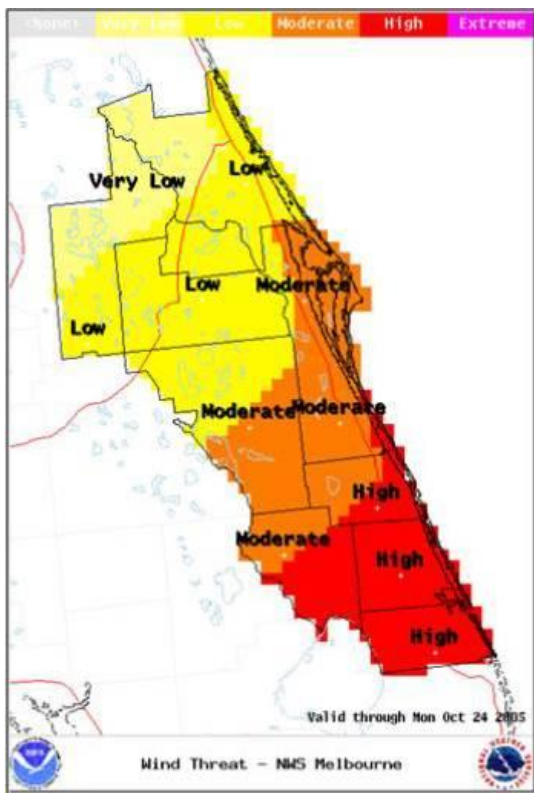 <None> Very Low Low Moderate High Extreme
Low
Very Low
Low
Moderate
Low
Moderate
Moderate
High
Moderate
High
High
Valid through Mon Oct 24 2005
Wind Threat - NWS Melbourne